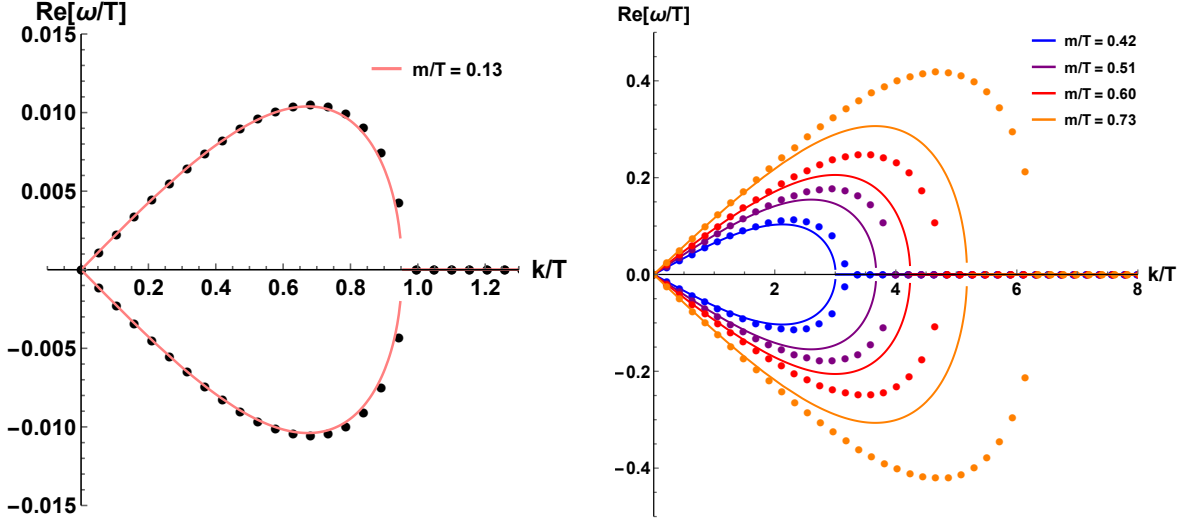 Re[ω/T]
0.015
0.010
0.005
0.000
−0.005
−0.010
−0.015
0.2 0.4 0.6 0.8 1.0 1.2
k/T
m/T = 0.13
Re[ω/T]
0.4
0.2
0.0
−0.2
−0.4
2 4 6 8
k/T
m/T = 0.42
m/T = 0.51
m/T = 0.60
m/T = 0.73